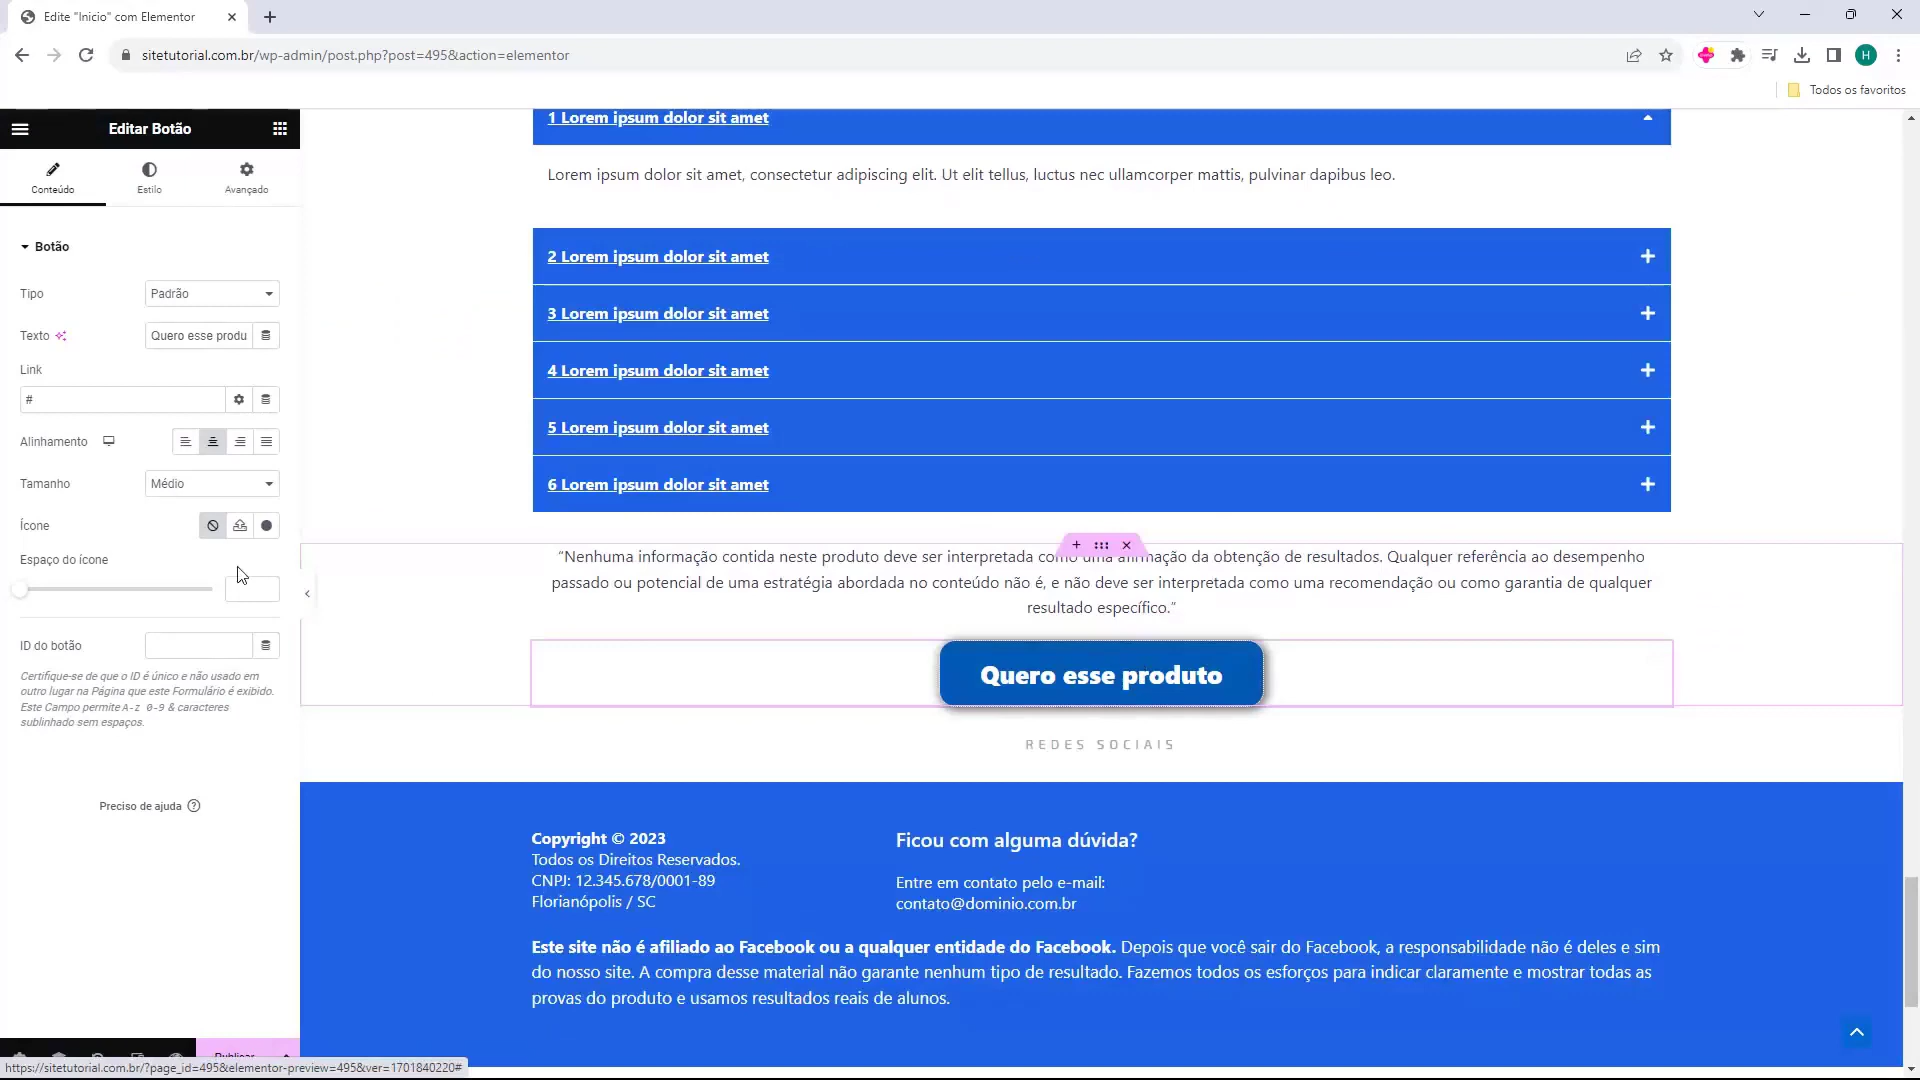 Edite "Inicio" com Elementor
sitetutorial.com.br/wp-admin/post.php?post=495&action=elementor
H
Todos os favoritos
Editar Botão
Conteúdo
Estilo
Avançado
Botão
Tipo
Padrão
Texto
Quero esse produ
Link
#
Alinhamento
Tamanho
Médio
Ícone
Espaço do ícone
ID do botão
Certifique-se de que o ID é único e não usado em
outro lugar na Página que este Formulário é exibido.
Este Campo permite A-z 0-9 & caracteres
sublinhado sem espaços.
Preciso de ajuda
Publicar
https://sitetutorial.com.br/?page_id=495&elementor-preview=495&ver=1701840220#
1 Lorem ipsum dolor sit amet
Lorem ipsum dolor sit amet, consectetur adipiscing elit. Ut elit tellus, luctus nec ullamcorper mattis, pulvinar dapibus leo.
2 Lorem ipsum dolor sit amet
3 Lorem ipsum dolor sit amet
4 Lorem ipsum dolor sit amet
5 Lorem ipsum dolor sit amet
6 Lorem ipsum dolor sit amet
“Nenhuma informação contida neste produto deve ser interpretada como uma afirmação da obtenção de resultados. Qualquer referência ao desempenho
passado ou potencial de uma estratégia abordada no conteúdo não é, e não deve ser interpretada como uma recomendação ou como garantia de qualquer
resultado específico.”
Quero esse produto
REDES SOCIAIS
Copyright © 2023
Todos os Direitos Reservados.
CNPJ: 12.345.678/0001-89
Florianópolis / SC
Ficou com alguma dúvida?
Entre em contato pelo e-mail:
contato@dominio.com.br
Este site não é afiliado ao Facebook ou a qualquer entidade do Facebook. Depois que você sair do Facebook, a responsabilidade não é deles e sim
do nosso site. A compra desse material não garante nenhum tipo de resultado. Fazemos todos os esforços para indicar claramente e mostrar todas as
provas do produto e usamos resultados reais de alunos.